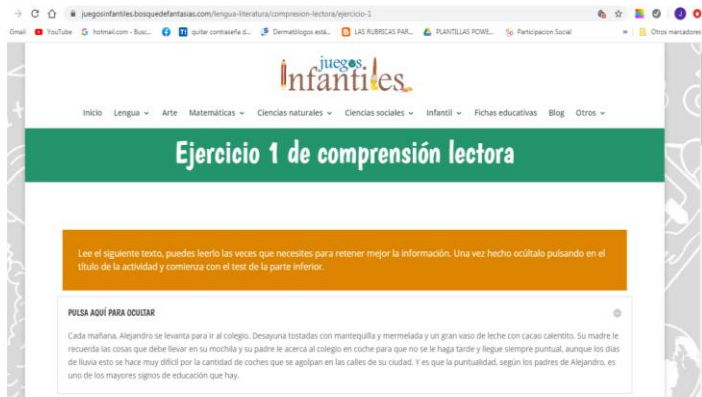 juegosinfantiles.bosquedefantasias.com/lengua-literatura/compresion-lectora/ejercicio-1
Gmail YouTube hotmail.com - Busc... quitar contraseña d... Dermatólogos está... LAS RUBRICAS PAR... PLANTILLAS POWE... Participacion Social » Otros marcadores
juegos
infantiles
Inicio Lengua Arte Matemáticas Ciencias naturales Ciencias sociales Infantil Fichas educativas Blog Otros
Ejercicio 1 de comprensión lectora
Lee el siguiente texto, puedes leerlo las veces que necesites para retener mejor la información. Una vez hecho ocúltalo pulsando en el
título de la actividad y comienza con el test de la parte inferior.
PULSA AQUÍ PARA OCULTAR
Cada mañana, Alejandro se levanta para ir al colegio. Desayuna tostadas con mantequilla y mermelada y un gran vaso de leche con cacao calentito. Su madre le
recuerda las cosas que debe llevar en su mochila y su padre le acerca al colegio en coche para que no se le haga tarde y llegue siempre puntual, aunque los días
de lluvia esto se hace muy difícil por la cantidad de coches que se agolpan en las calles de su ciudad. Y es que la puntualidad, según los padres de Alejandro, es
uno de los mayores signos de educación que hay.